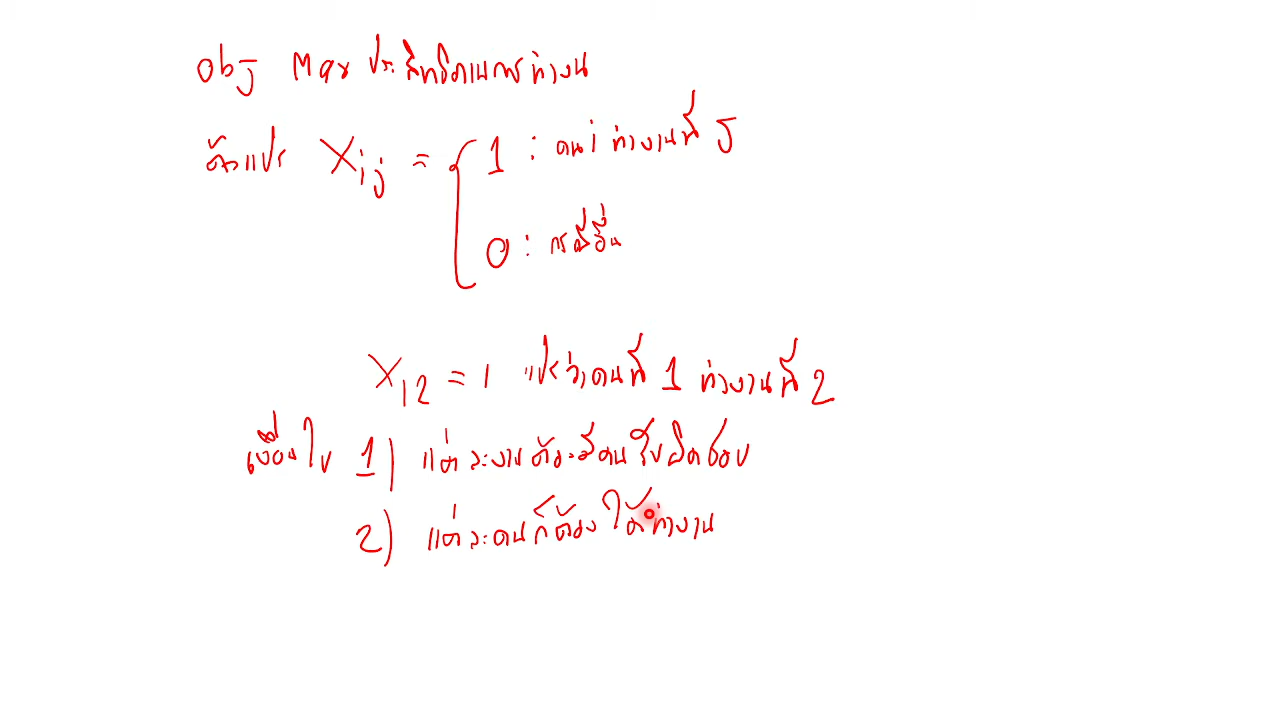 obj Max ประสิทธิภาพการทำงาน
ตัวแปร Xij = { 1 : คน i ทำงานที่ j
0 : กรณีอื่น
X12 = 1 แปลว่าคนที่ 1 ทำงานที่ 2
เงื่อนไข 1) แต่ละงานต้องมีคนรับผิดชอบ
2) แต่ละคนก็ต้องได้ทำงาน